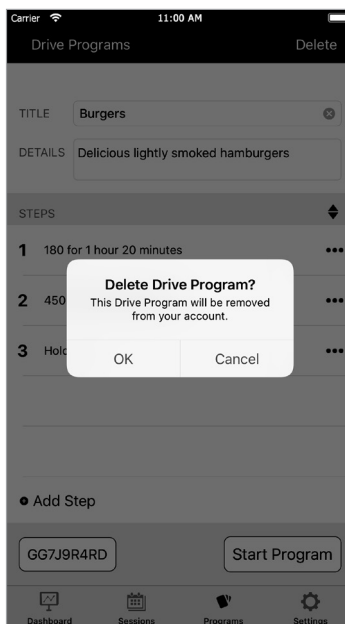 Carrier 11:00 AM
Drive Programs Delete
TITLE Burgers
DETAILS Delicious lightly smoked hamburgers
STEPS
1 180 for 1 hour 20 minutes
Delete Drive Program?
2 450
This Drive Program will be removed
from your account.
3 Hold
OK Cancel
Add Step
GG7J9R4RD Start Program
Dashboard Sessions Programs Settings